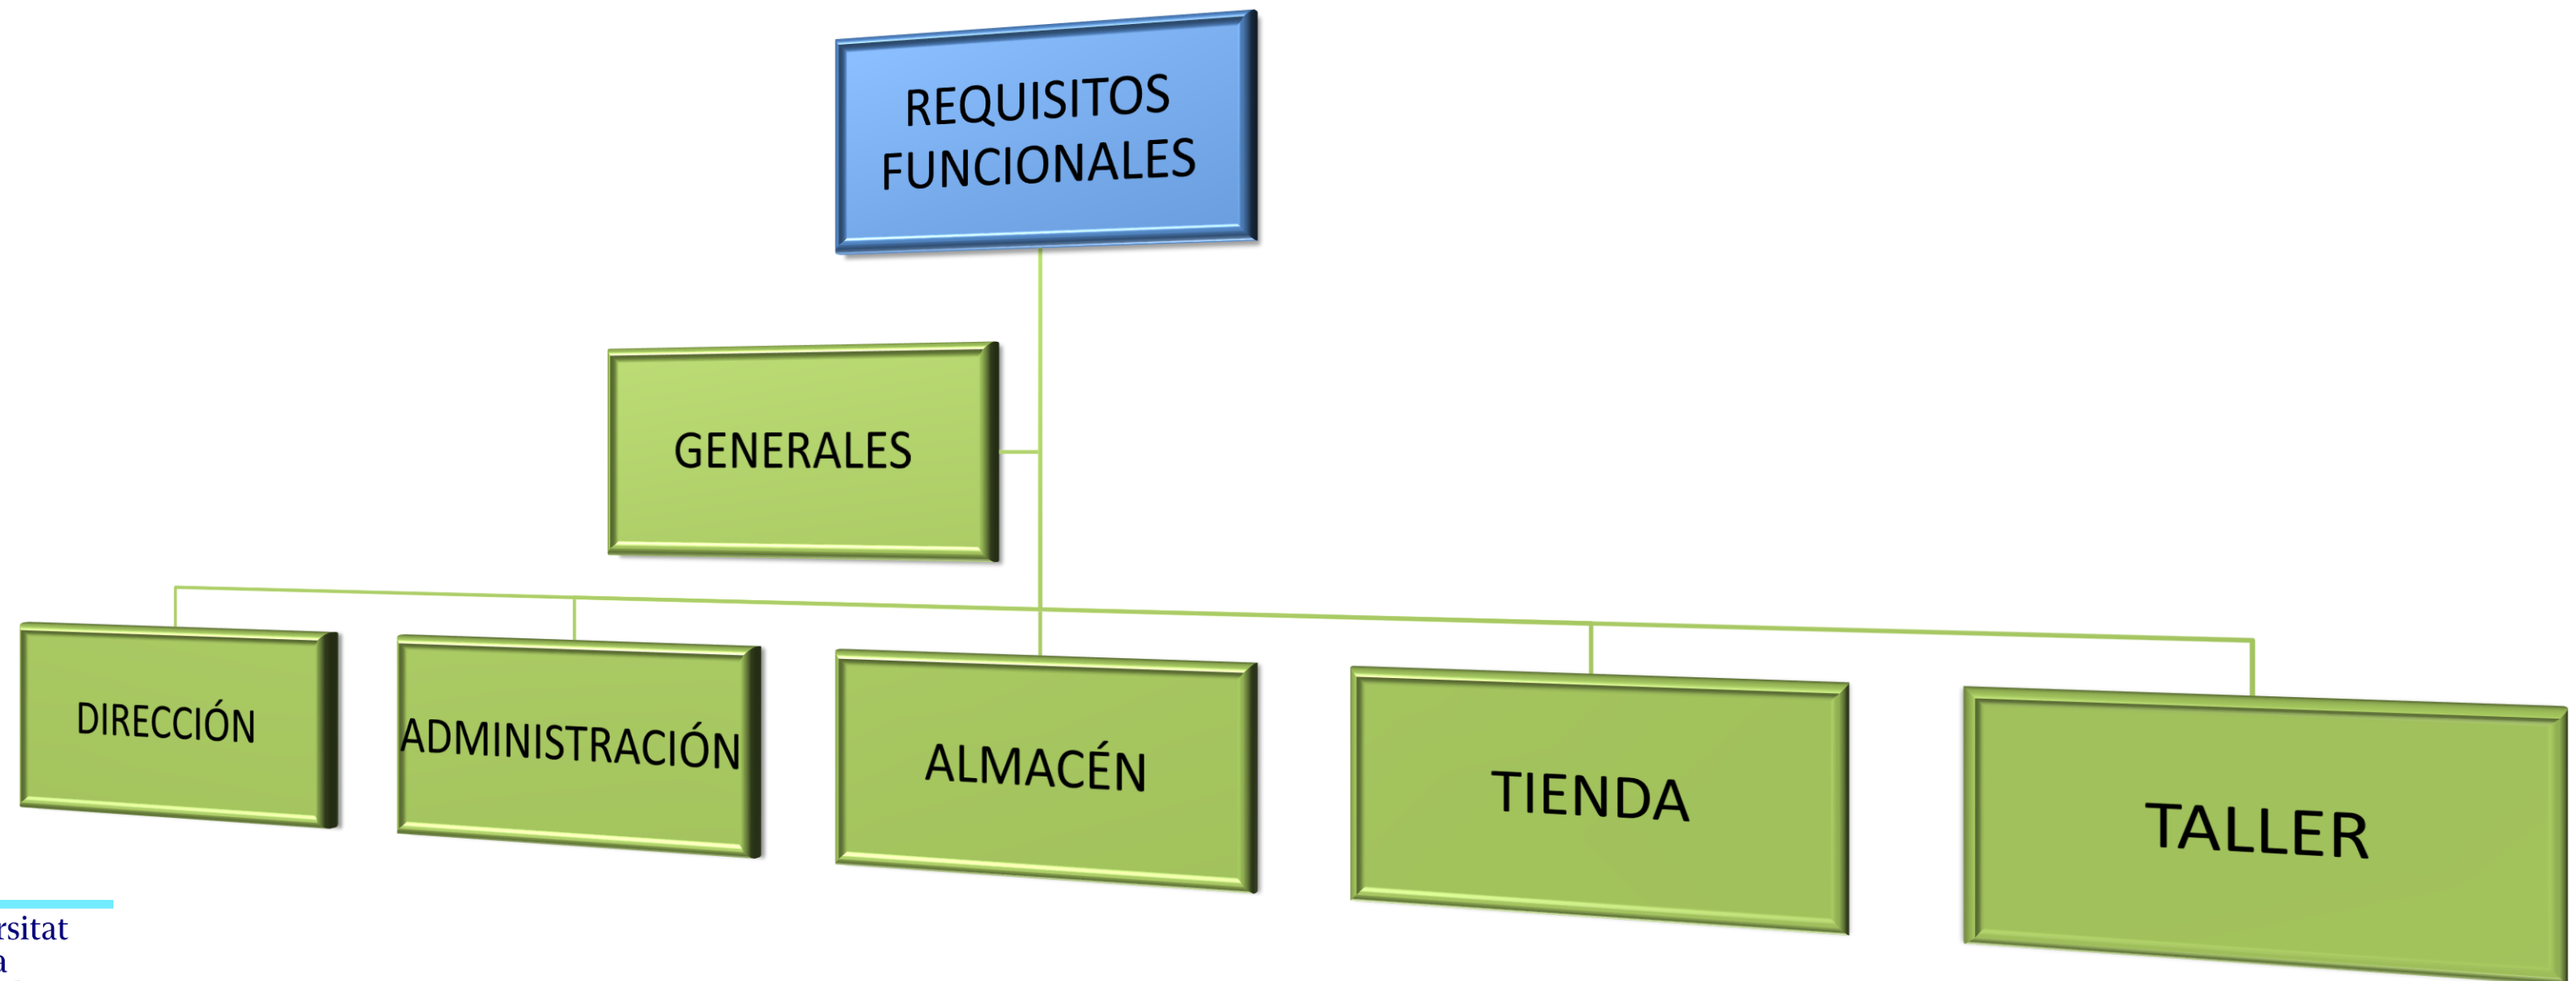 REQUISITOS
FUNCIONALES
GENERALES
DIRECCIÓN
ADMINISTRACIÓN
ALMACÉN
TIENDA
TALLER
rsitat
a